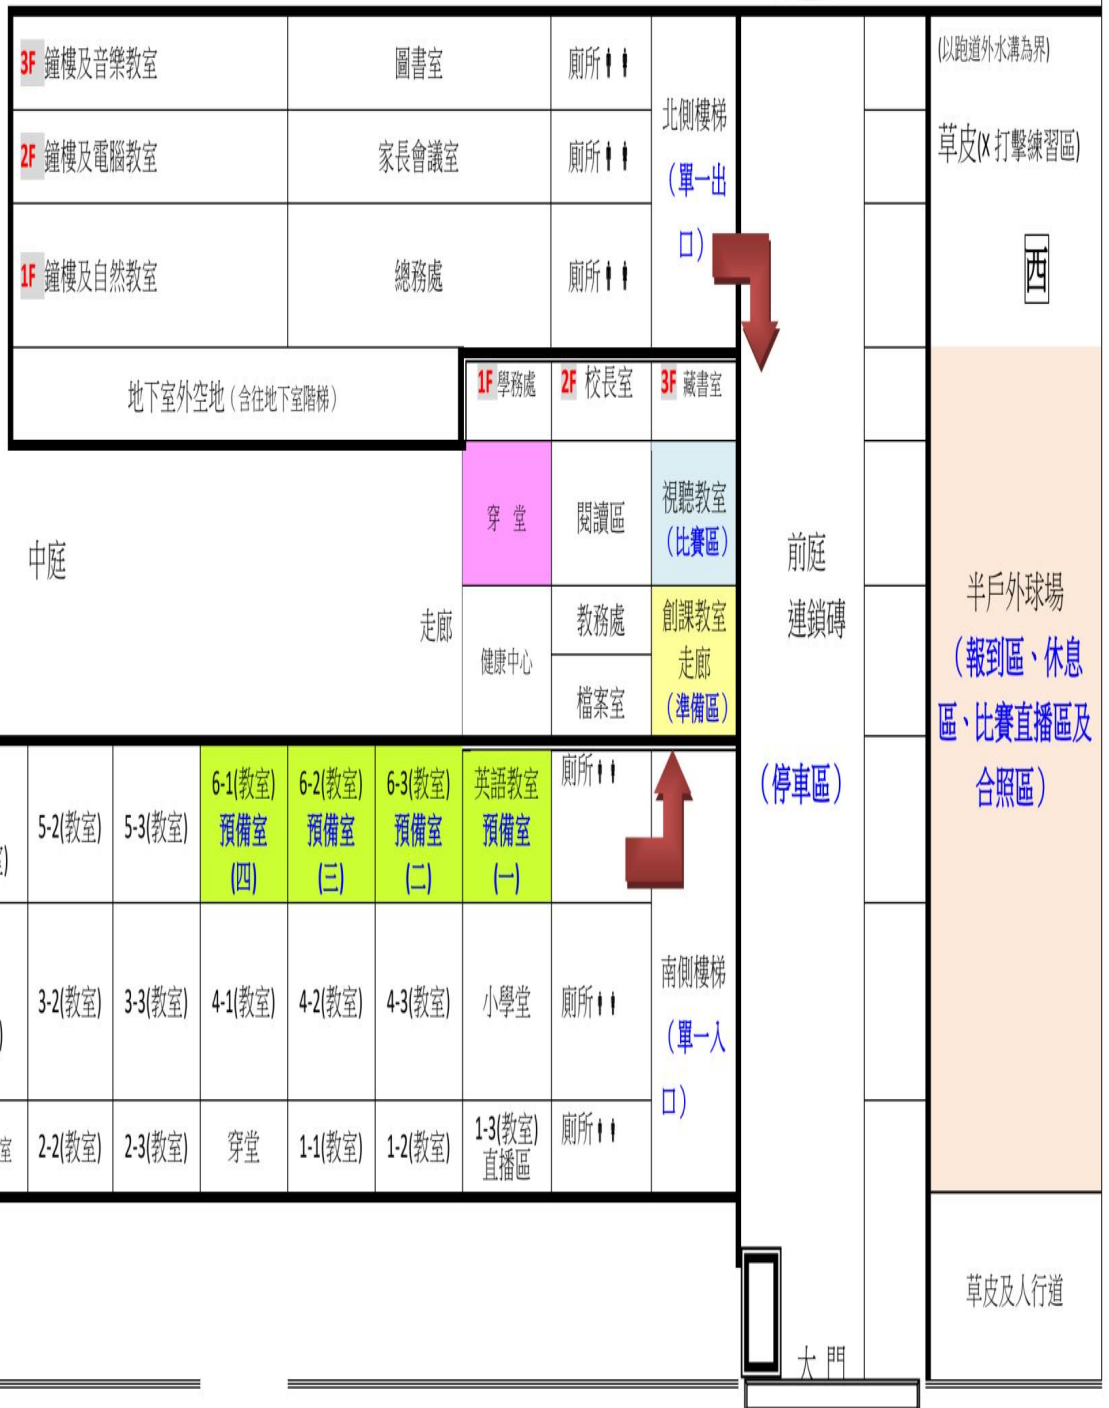 3F 鐘樓及音樂教室
圖書室
廁所
2F 鐘樓及電腦教室
家長會議室
廁所
1F 鐘樓及自然教室
總務處
廁所
北側樓梯
（單一出
口）
(以跑道外水溝為界)
草皮(X 打擊練習區)
西
地下室外空地（含往地下室階梯）
1F 學務處
2F 校長室
3F 藏書室
中庭
走廊
穿 堂
閱讀區
視聽教室
（比賽區）
健康中心
教務處
檔案室
創課教室
走廊
（準備區）
前庭
連鎖磚
（停車區）
半戶外球場
（報到區、休息
區、比賽直播區及
合照區）
5-2(教室)
5-3(教室)
6-1(教室)
預備室
(四)
6-2(教室)
預備室
(三)
6-3(教室)
預備室
(二)
英語教室
預備室
(一)
廁所
3-2(教室)
3-3(教室)
4-1(教室)
4-2(教室)
4-3(教室)
小學堂
廁所
南側樓梯
（單一入
口）
2-2(教室)
2-3(教室)
穿堂
1-1(教室)
1-2(教室)
1-3(教室)
直播區
廁所
草皮及人行道
大 門